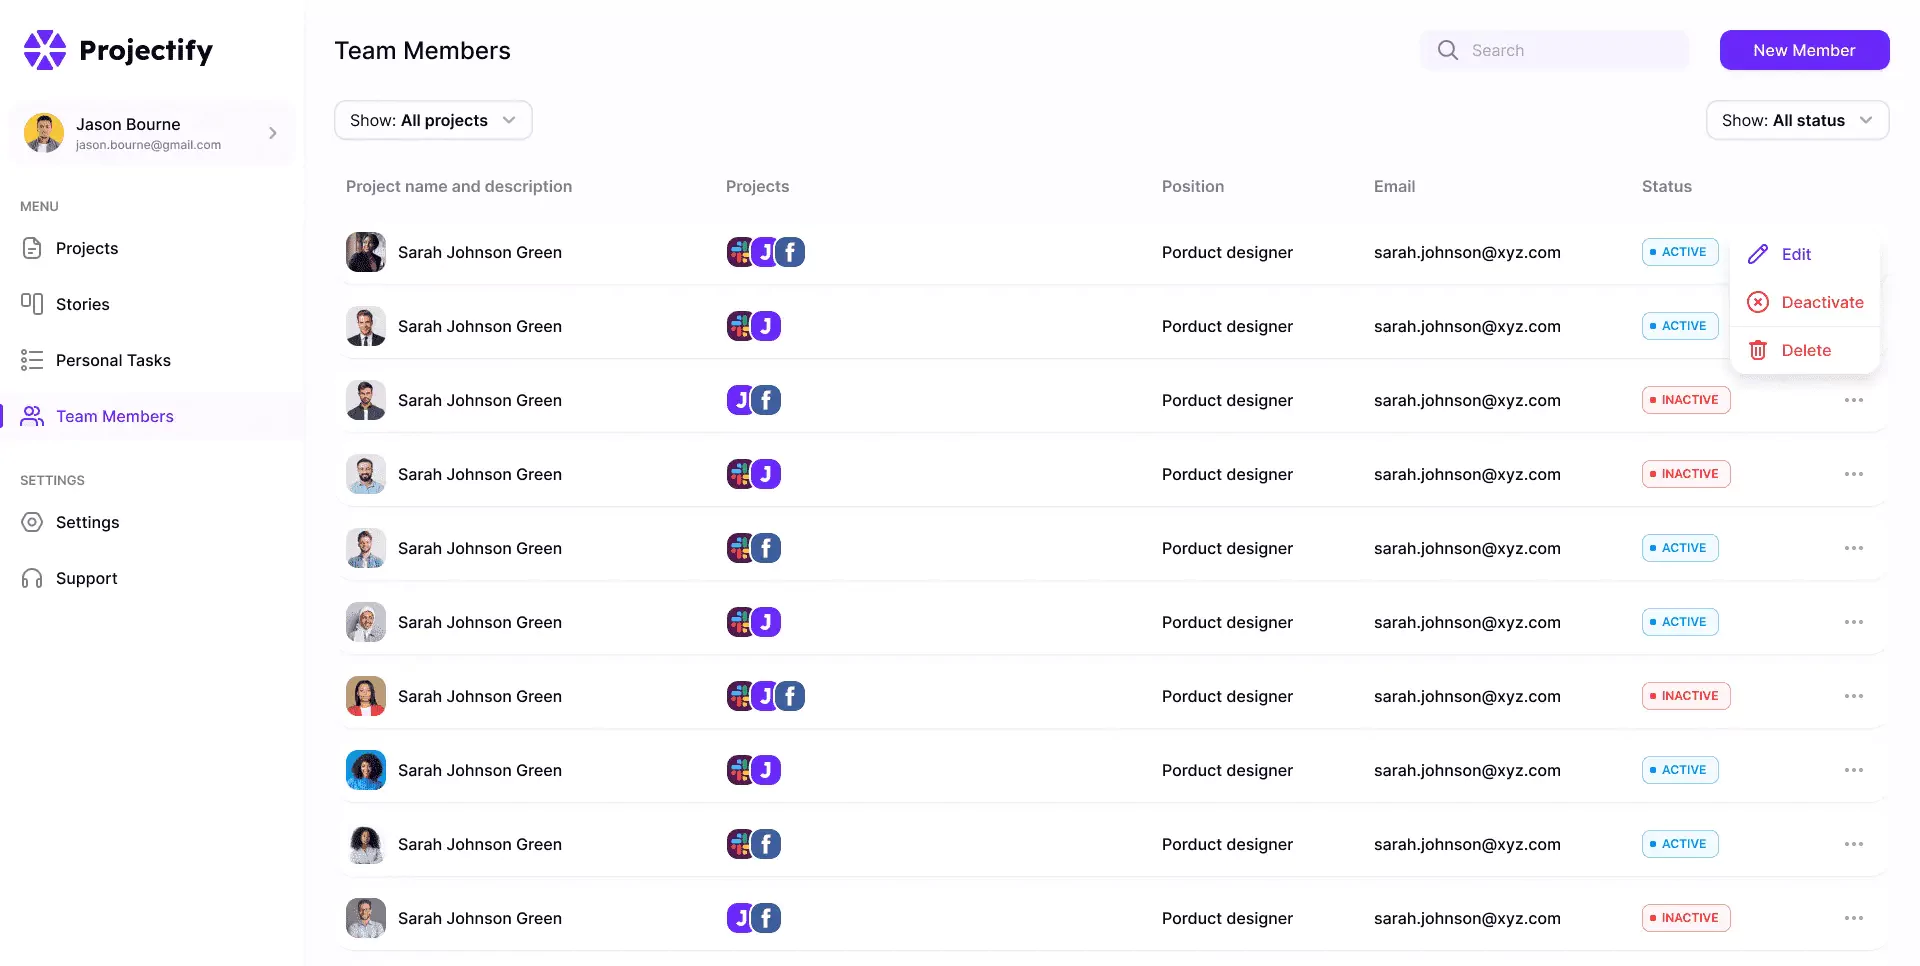 Projectify
Team Members
Search
New Member
Jason Bourne
jason.bourne@gmail.com
Show: All projects
Show: All status
MENU
Projects
Stories
Personal Tasks
Team Members
SETTINGS
Settings
Support
Project name and description Projects Position Email Status
Sarah Johnson Green J f Porduct designer sarah.johnson@xyz.com ACTIVE
Edit
Deactivate
Delete
Sarah Johnson Green J Porduct designer sarah.johnson@xyz.com ACTIVE
Sarah Johnson Green J f Porduct designer sarah.johnson@xyz.com INACTIVE
Sarah Johnson Green J Porduct designer sarah.johnson@xyz.com INACTIVE
Sarah Johnson Green f Porduct designer sarah.johnson@xyz.com ACTIVE
Sarah Johnson Green J Porduct designer sarah.johnson@xyz.com ACTIVE
Sarah Johnson Green J f Porduct designer sarah.johnson@xyz.com INACTIVE
Sarah Johnson Green J Porduct designer sarah.johnson@xyz.com ACTIVE
Sarah Johnson Green f Porduct designer sarah.johnson@xyz.com ACTIVE
Sarah Johnson Green J f Porduct designer sarah.johnson@xyz.com INACTIVE